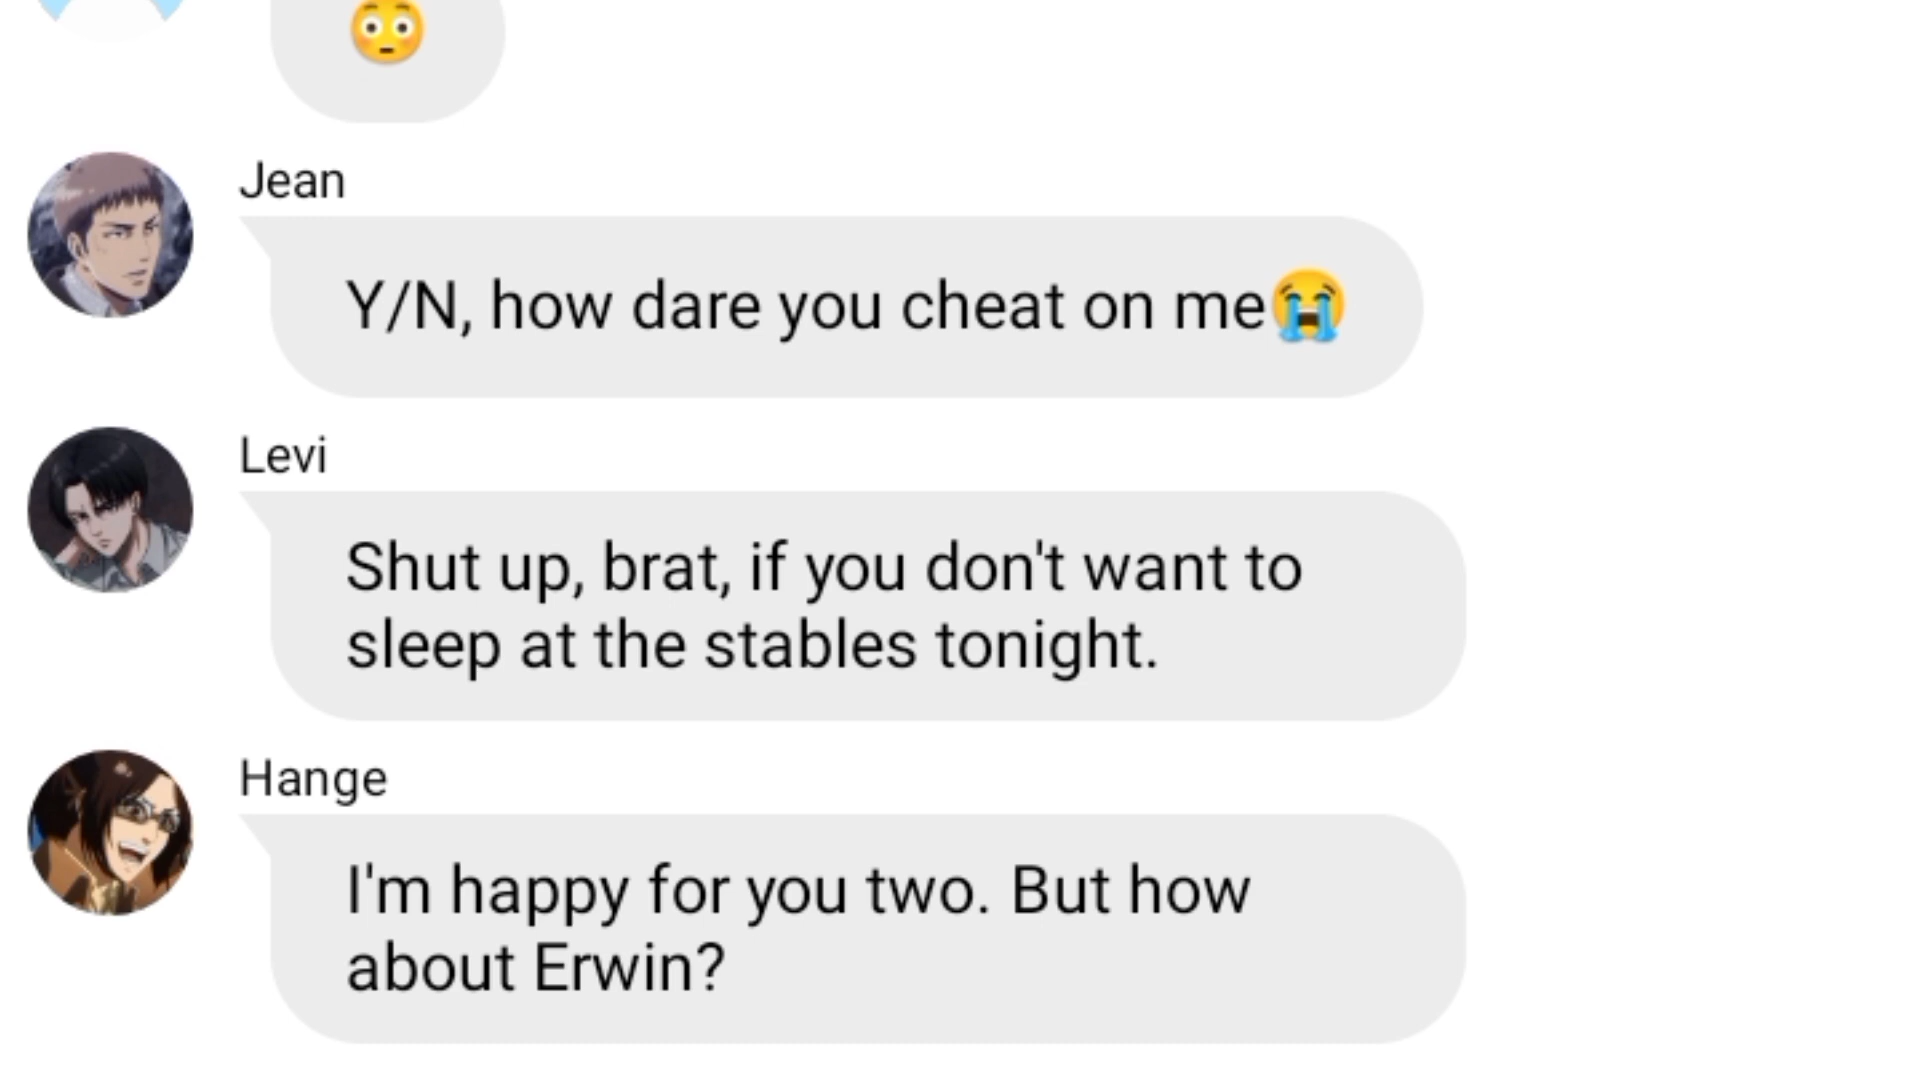 😳
Jean
Y/N, how dare you cheat on me😭
Levi
Shut up, brat, if you don't want to
sleep at the stables tonight.
Hange
I'm happy for you two. But how
about Erwin?